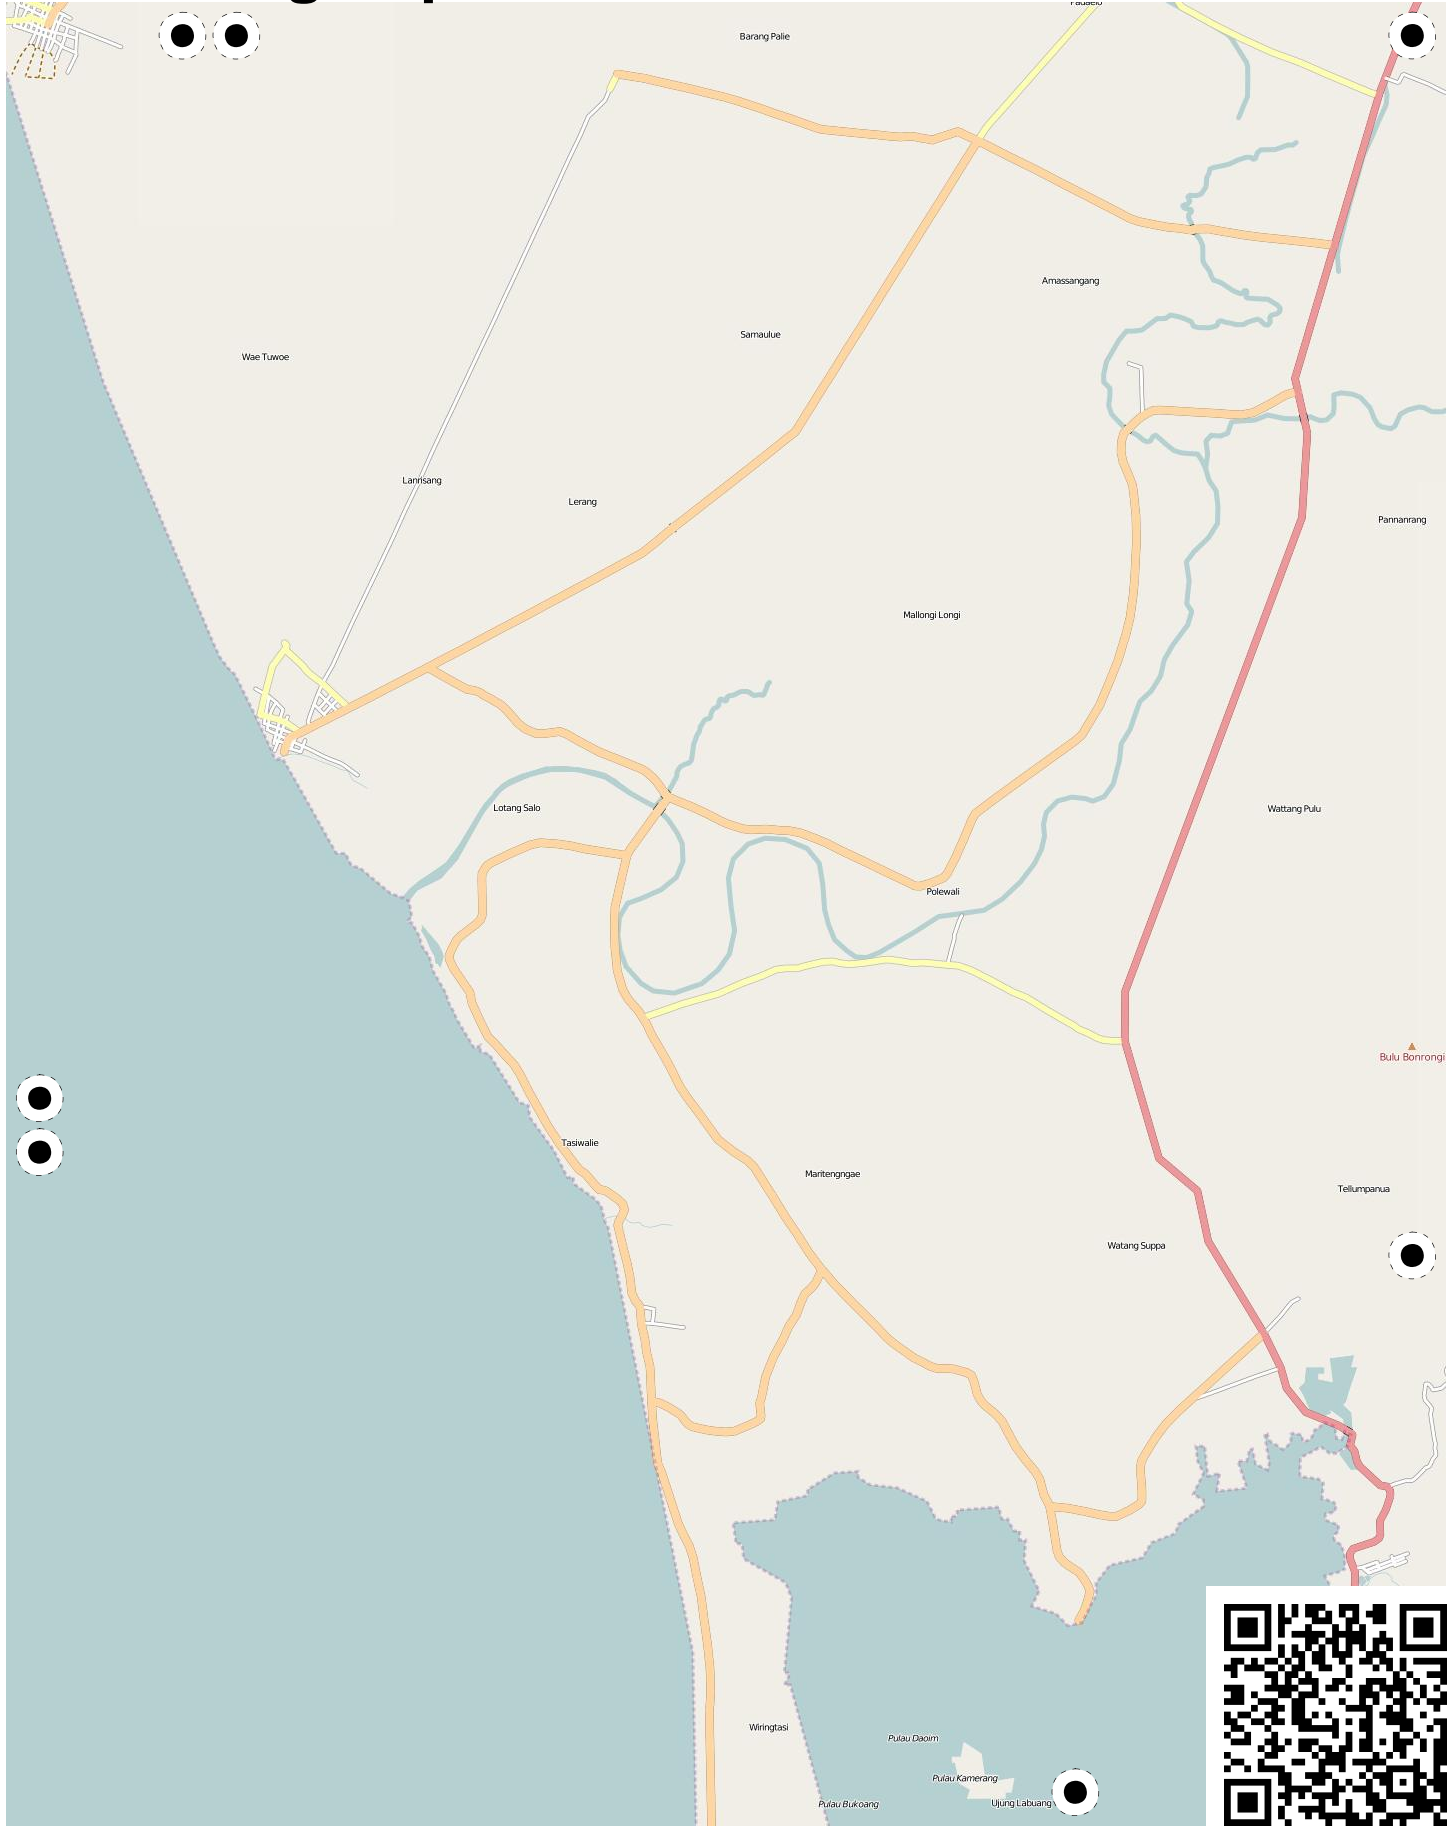 Padaelo
Barang Palie
Amassangang
Samaulue
Wae Tuwoe
Lanrisang
Lerang
Pannanrang
Mallongi Longi
Lotang Salo
Wattang Pulu
Polewali
Bulu Bonrongi
Tasiwalie
Maritengngae
Tellumpanua
Watang Suppa
Wiringtasi
Pulau Daoim
Pulau Kamerang
Pulau Bukoang
Ujung Labuang